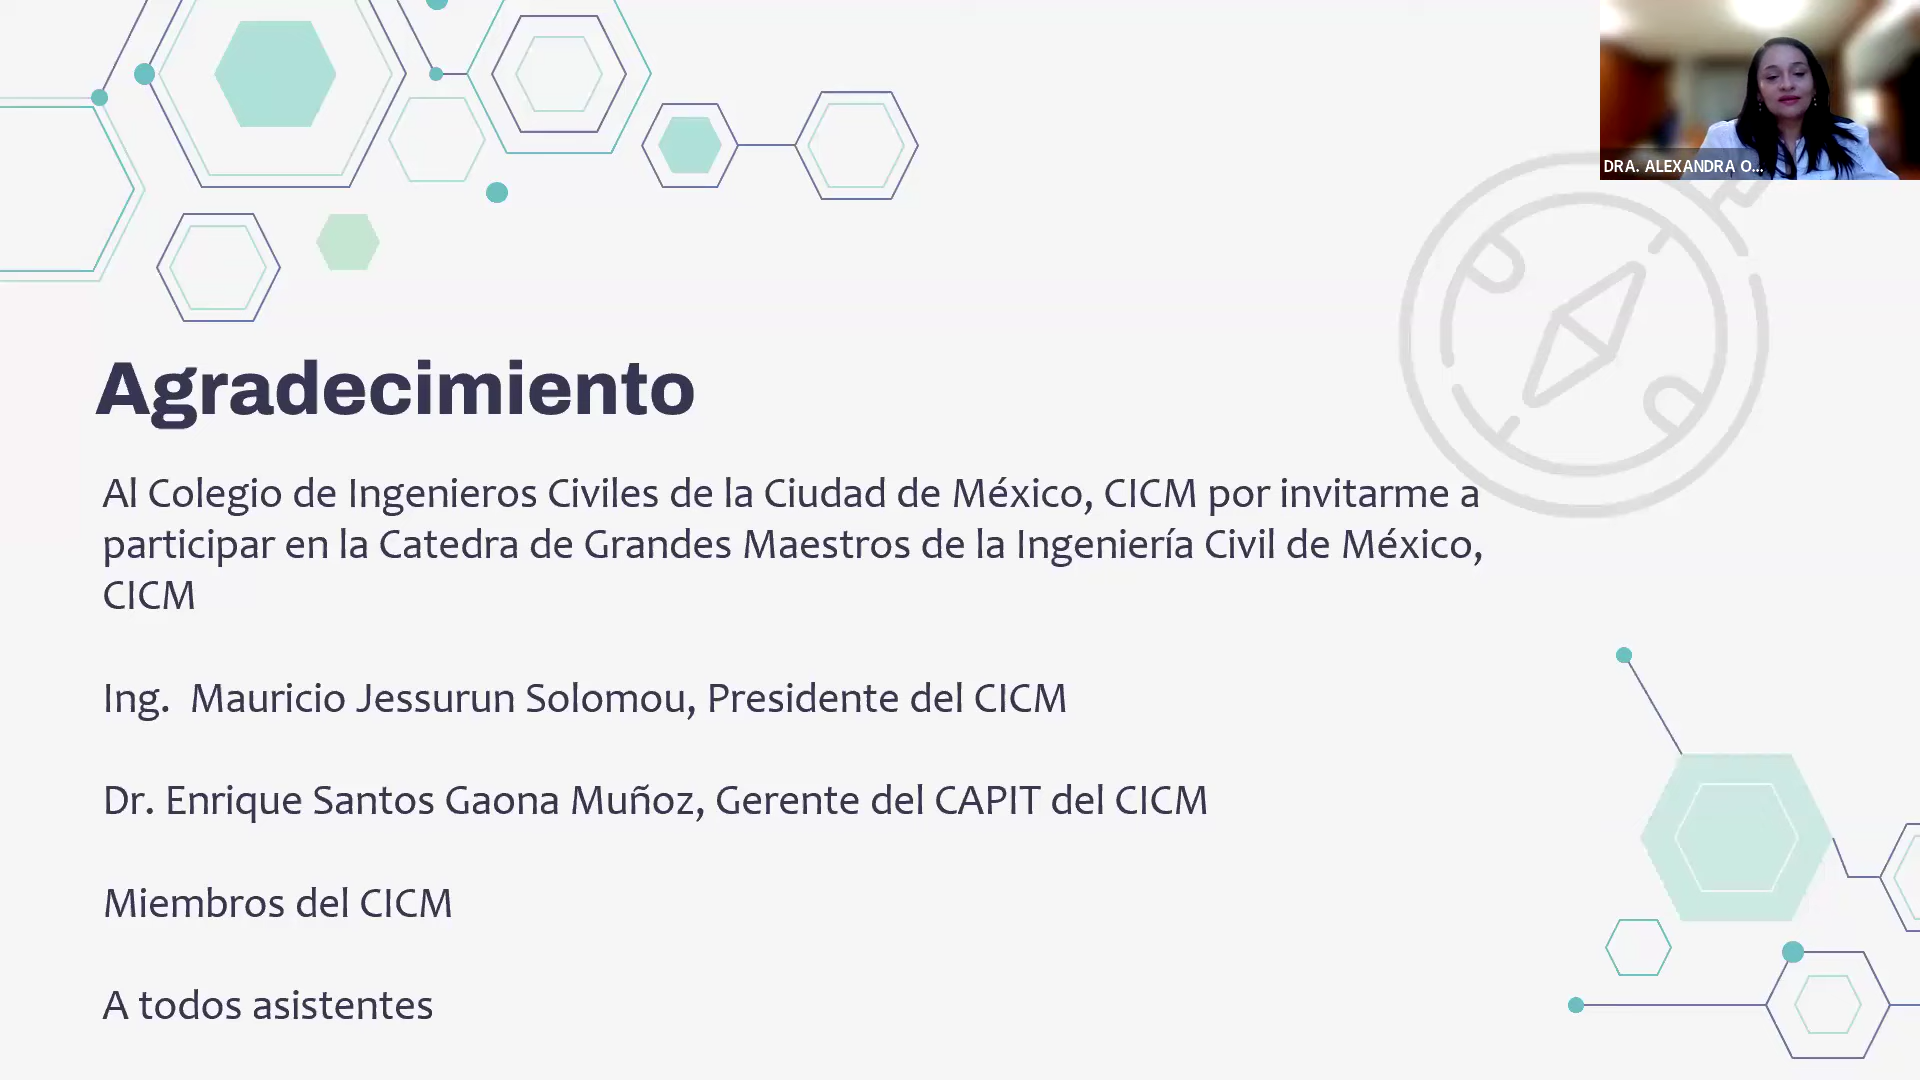 DRA. ALEXANDRA O...
Agradecimiento
Al Colegio de Ingenieros Civiles de la Ciudad de México, CICM por invitarme a
participar en la Catedra de Grandes Maestros de la Ingeniería Civil de México,
CICM
Ing.  Mauricio Jessurun Solomou, Presidente del CICM
Dr. Enrique Santos Gaona Muñoz, Gerente del CAPIT del CICM
Miembros del CICM
A todos asistentes